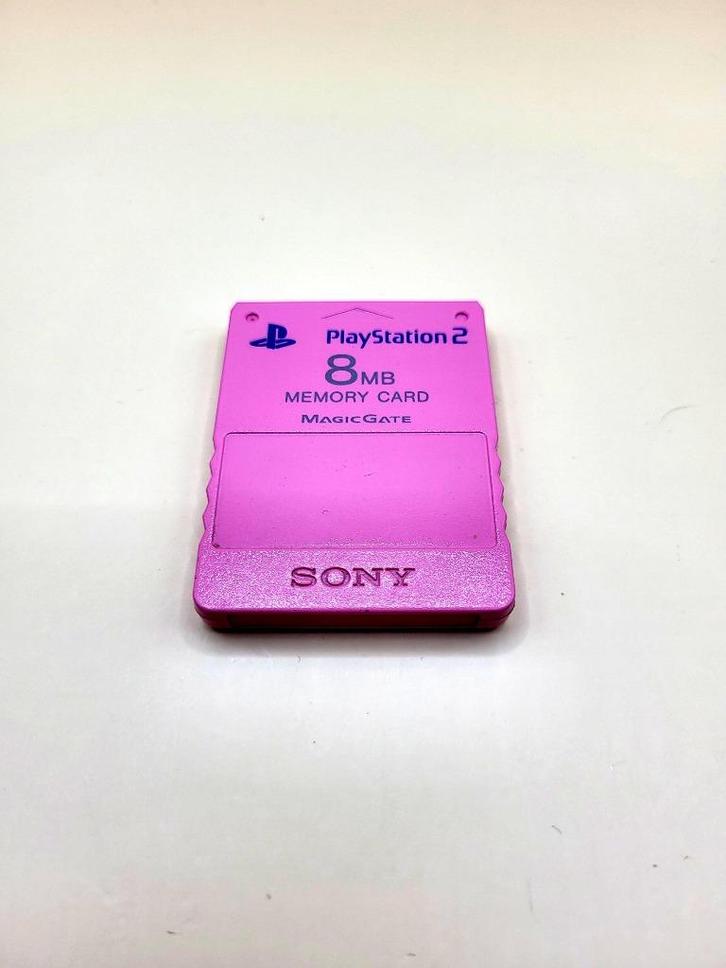 PlayStation 2
8MB
MEMORY CARD
MAGICGATE
SONY